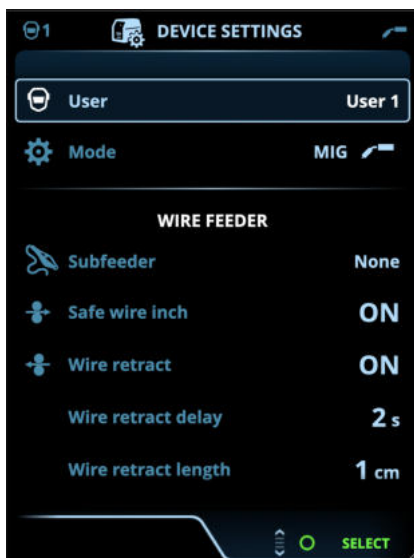 1 DEVICE SETTINGS
User User 1
Mode MIG
WIRE FEEDER
Subfeeder None
Safe wire inch ON
Wire retract ON
Wire retract delay 2 s
Wire retract length 1 cm
SELECT